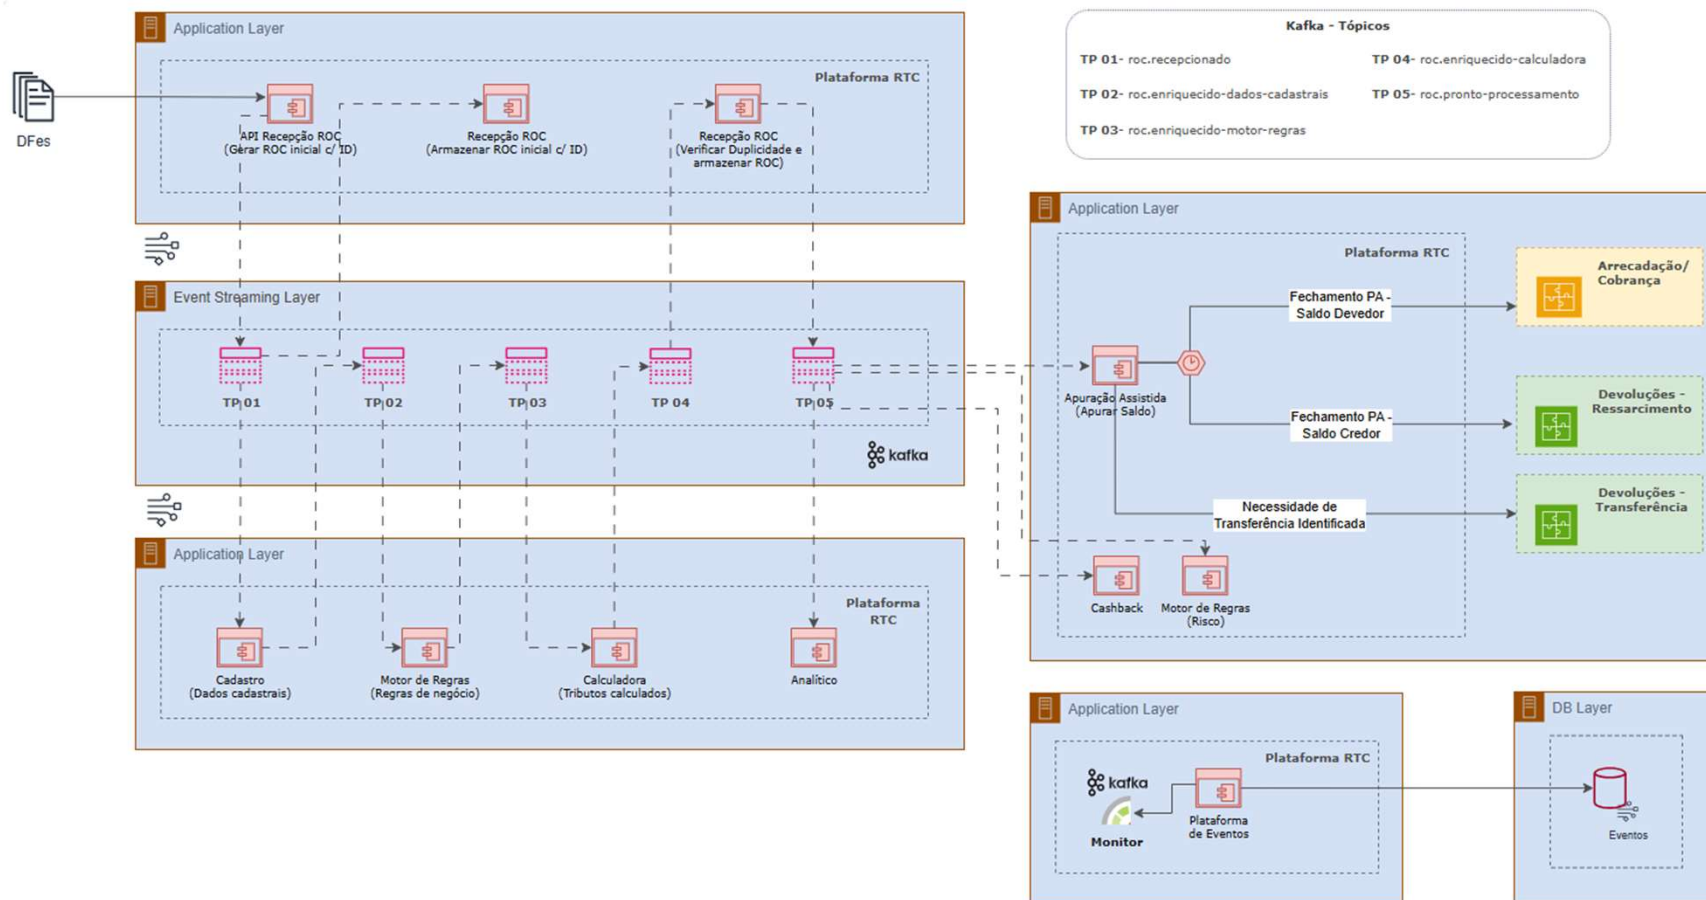 Application Layer
Plataforma RTC
DFes
API Recepção ROC
(Gerar ROC inicial c/ ID)
Recepção ROC
(Armazenar ROC inicial c/ ID)
Recepção ROC
(Verificar Duplicidade e
armazenar ROC)
Kafka - Tópicos
TP 01- roc.recepcionado
TP 04- roc.enriquecido-calculadora
TP 02- roc.enriquecido-dados-cadastrais
TP 05- roc.pronto-processamento
TP 03- roc.enriquecido-motor-regras
Event Streaming Layer
TP 01
TP 02
TP 03
TP 04
TP 05
kafka
Application Layer
Plataforma
RTC
Cadastro
(Dados cadastrais)
Motor de Regras
(Regras de negócio)
Calculadora
(Tributos calculados)
Analítico
Application Layer
Plataforma RTC
Fechamento PA -
Saldo Devedor
Arrecadação/
Cobrança
Apuração Assistida
(Apurar Saldo)
Fechamento PA -
Saldo Credor
Devoluções -
Ressarcimento
Necessidade de
Transferência Identificada
Devoluções -
Transferência
Cashback
Motor de Regras
(Risco)
Application Layer
Plataforma RTC
kafka
Monitor
Plataforma
de Eventos
DB Layer
Eventos